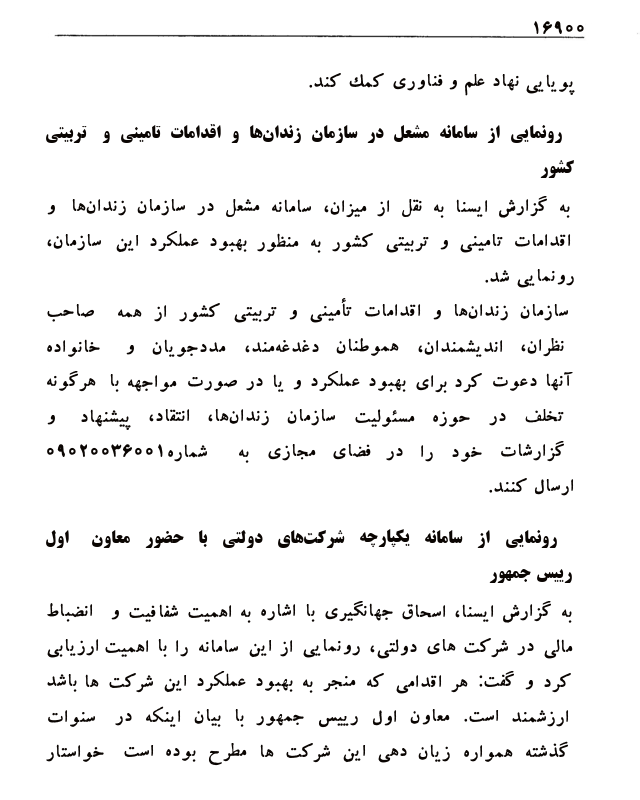 ۱۶۹۰۰
پویایی نهاد علم و فناوری کمک کند.
رونمایی از سامانه مشعل در سازمان زندان‌ها و اقدامات تامینی و تربیتی
کشور
به گزارش ایسنا به نقل از میزان، سامانه مشعل در سازمان زندان‌ها و
اقدامات تامینی و تربیتی کشور به منظور بهبود عملکرد این سازمان،
رونمایی شد.
سازمان زندان‌ها و اقدامات تأمینی و تربیتی کشور از همه صاحب
نظران، اندیشمندان، هموطنان دغدغه‌مند، مددجویان و خانواده
آنها دعوت کرد برای بهبود عملکرد و یا در صورت مواجهه با هرگونه
تخلف در حوزه مسئولیت سازمان زندان‌ها، انتقاد، پیشنهاد و
گزارشات خود را در فضای مجازی به شماره۰۹۰۲۰۰۳۶۰۰۱
ارسال کنند.
رونمایی از سامانه یکپارچه شرکت‌های دولتی با حضور معاون اول
رییس جمهور
به گزارش ایسنا، اسحاق جهانگیری با اشاره به اهمیت شفافیت و انضباط
مالی در شرکت های دولتی، رونمایی از این سامانه را با اهمیت ارزیابی
کرد و گفت: هر اقدامی که منجر به بهبود عملکرد این شرکت ها باشد
ارزشمند است. معاون اول رییس جمهور با بیان اینکه در سنوات
گذشته همواره زیان دهی این شرکت ها مطرح بوده است خواستار